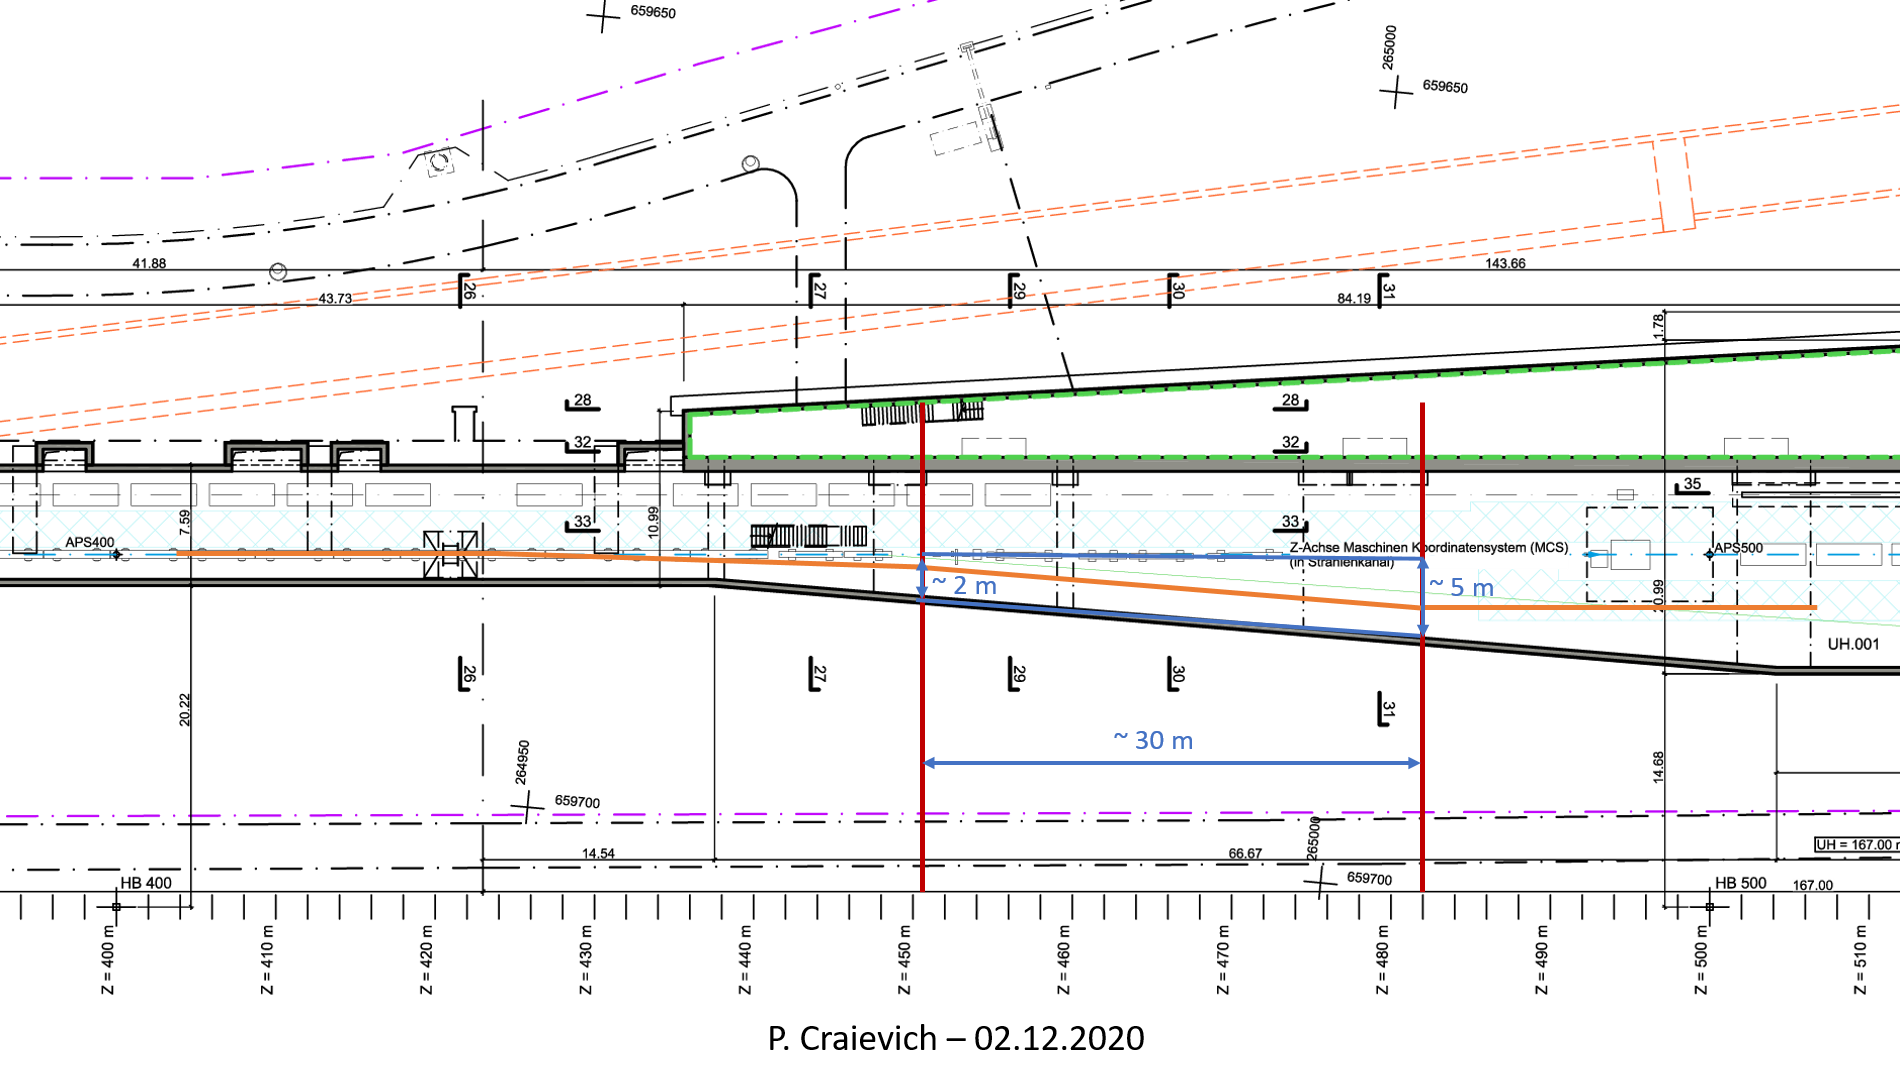 659650
265000
659650
41.88
143.66
26
27
29
30
31
43.73
84.19
1.78
28
28
32
32
35
7.59
10.99
33
33
APS400
Z-Achse Maschinen Koordinatensystem (MCS)
(in Strahlenkanal)
APS500
~ 2 m
~ 5 m
20.99
UH.001
26
27
29
30
31
20.22
~ 30 m
264950
659700
14.68
265000
14.54
66.67
UH = 167.00 m
659700
HB 400
HB 500
167.00
Z = 400 m
Z = 410 m
Z = 420 m
Z = 430 m
Z = 440 m
Z = 450 m
Z = 460 m
Z = 470 m
Z = 480 m
Z = 490 m
Z = 500 m
Z = 510 m
P. Craievich – 02.12.2020